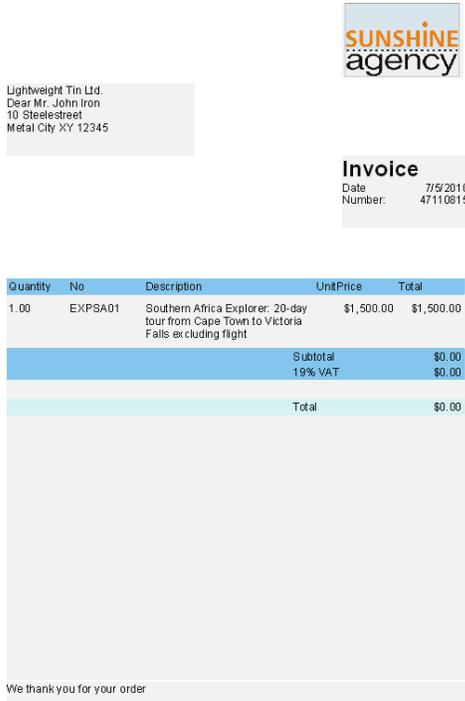 SUNSHINE
agency
Lightweight Tin Ltd.
Dear Mr. John Iron
10 Steelestreet
Metal City XY 12345
Invoice
Date 7/5/201
Number: 4711081
Quantity No Description UnitPrice Total
1.00 EXPSA01 Southern Africa Explorer: 20-day $1,500.00 $1,500.00
tour from Cape Town to Victoria
Falls excluding flight
Subtotal $0.00
19% VAT $0.00
Total $0.00
We thank you for your order